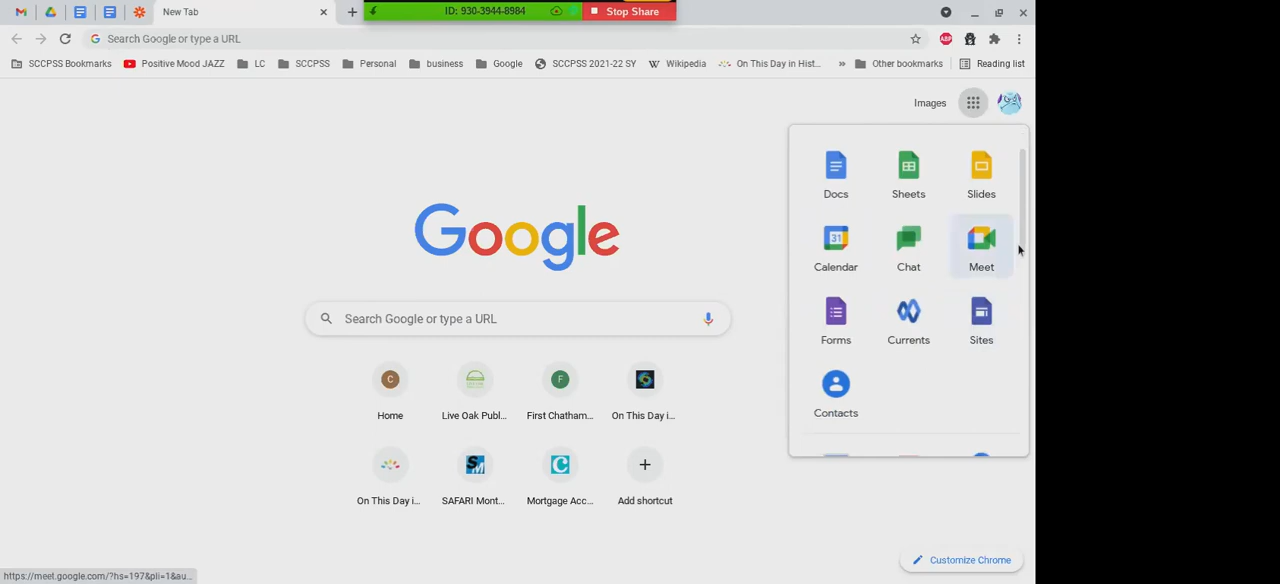 New Tab
ID: 930-3944-8984 Stop Share
Search Google or type a URL
ABP
SCCPSS Bookmarks Positive Mood JAZZ LC SCCPSS Personal business Google SCCPSS 2021-22 SY Wikipedia On This Day in Hist... » Other bookmarks Reading list
Images
Docs Sheets Slides
31
Calendar Chat Meet
Forms Currents Sites
Contacts
Google
Search Google or type a URL
C F
Home Live Oak Publ... First Chatham... On This Day i...
On This Day i... SAFARI Mont... Mortgage Acc... Add shortcut
Customize Chrome
https://meet.google.com/?hs=197&pli=1&au...